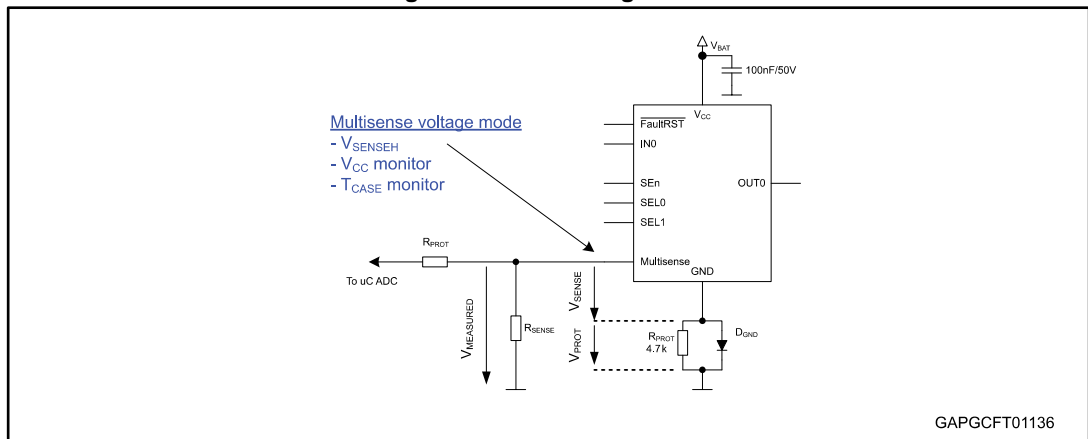 Multisense voltage mode
- VSENSEH
- VCC monitor
- TCASE monitor
VBAT
100nF/50V
VCC
FaultRST
IN0
SEn
SEL0
SEL1
OUT0
Multisense
GND
RPROT
To uC ADC
VMEASURED
RSENSE
VSENSE
VPROT
RPROT
4.7k
DGND
GAPGCFT01136